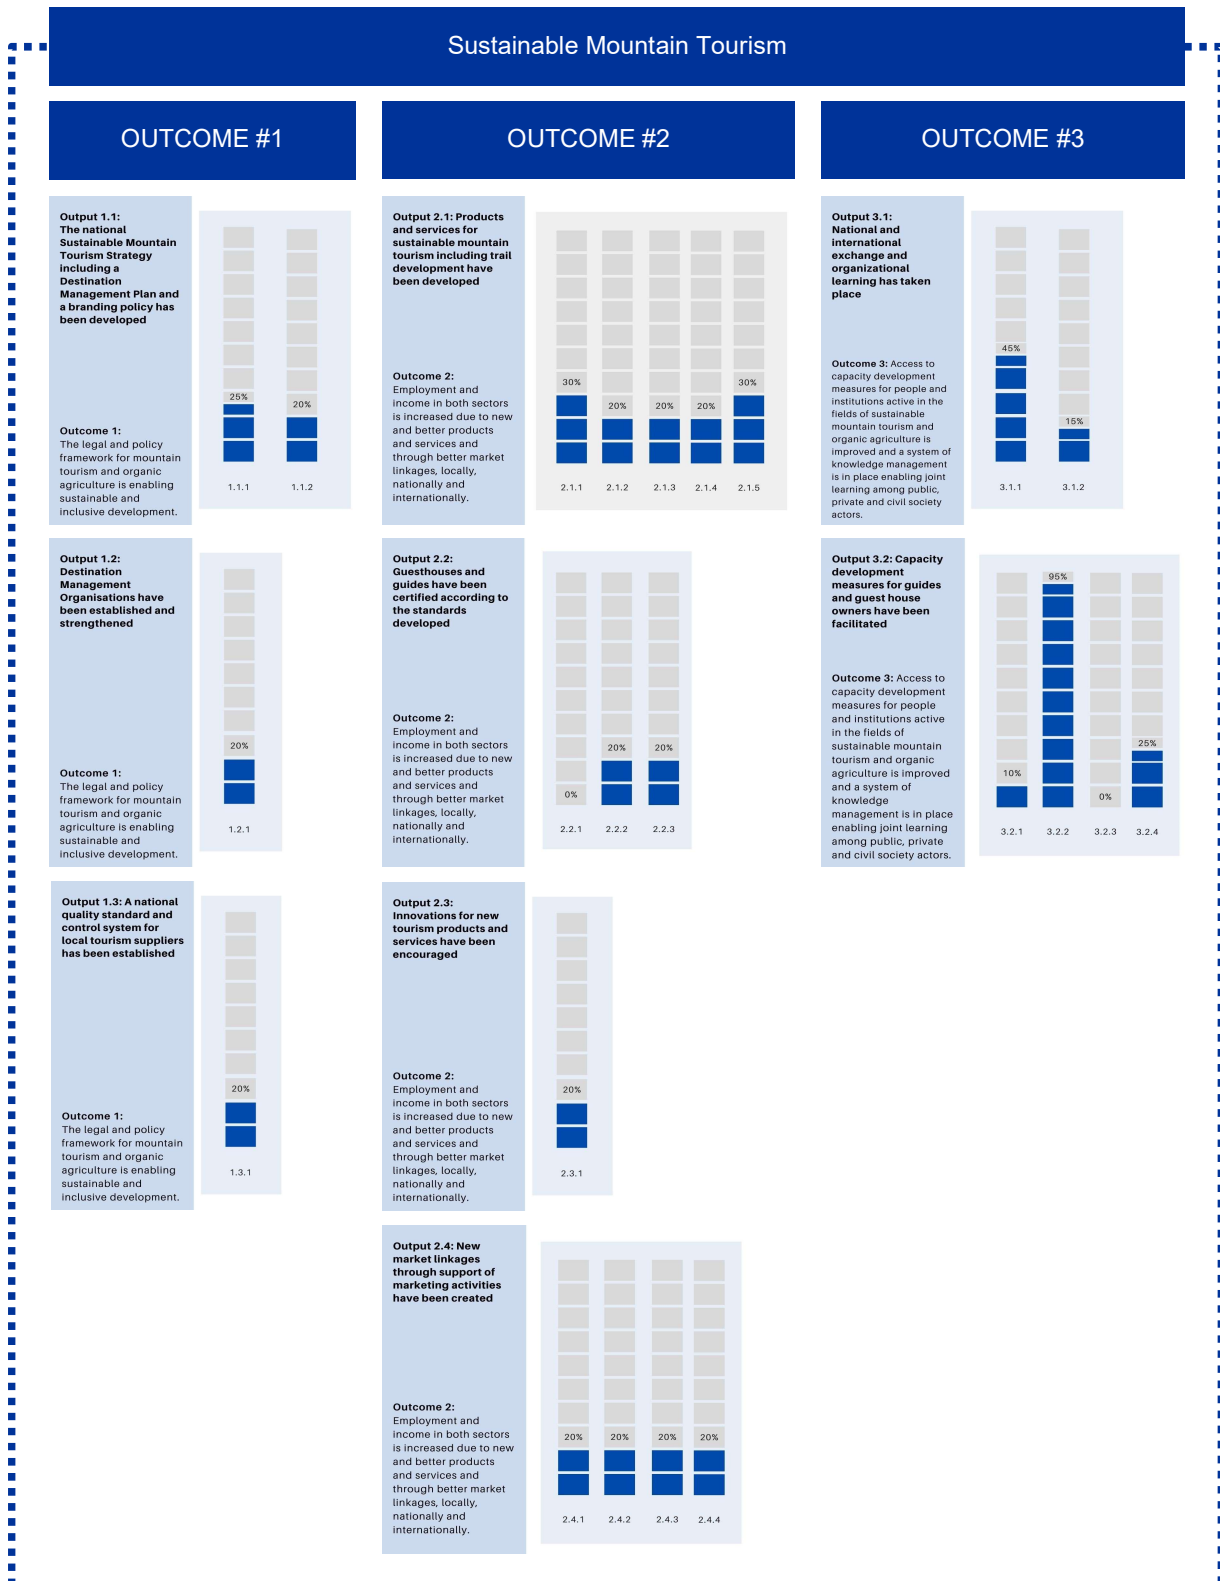 Sustainable Mountain Tourism
OUTCOME #1
Output 1.1:
The national
Sustainable Mountain
Tourism Strategy
including a
Destination
Management Plan and
a branding policy has
been developed
Outcome 1:
The legal and policy
framework for mountain
tourism and organic
agriculture is enabling
sustainable and
inclusive development.
25%
20%
1.1.1 1.1.2
Output 1.2:
Destination
Management
Organisations have
been established and
strengthened
Outcome 1:
The legal and policy
framework for mountain
tourism and organic
agriculture is enabling
sustainable and
inclusive development.
20%
1.2.1
Output 1.3: A national
quality standard and
control system for
local tourism suppliers
has been established
Outcome 1:
The legal and policy
framework for mountain
tourism and organic
agriculture is enabling
sustainable and
inclusive development.
20%
1.3.1
OUTCOME #2
Output 2.1: Products
and services for
sustainable mountain
tourism including trail
development have
been developed
Outcome 2:
Employment and
income in both sectors
is increased due to new
and better products
and services and
through better market
linkages, locally,
nationally and
internationally.
30% 20% 20% 20% 30%
2.1.1 2.1.2 2.1.3 2.1.4 2.1.5
Output 2.2:
Guesthouses and
guides have been
certified according to
the standards
developed
Outcome 2:
Employment and
income in both sectors
is increased due to new
and better products
and services and
through better market
linkages, locally,
nationally and
internationally.
0% 20% 20%
2.2.1 2.2.2 2.2.3
Output 2.3:
Innovations for new
tourism products and
services have been
encouraged
Outcome 2:
Employment and
income in both sectors
is increased due to new
and better products
and services and
through better market
linkages, locally,
nationally and
internationally.
20%
2.3.1
Output 2.4: New
market linkages
through support of
marketing activities
have been created
Outcome 2:
Employment and
income in both sectors
is increased due to new
and better products
and services and
through better market
linkages, locally,
nationally and
internationally.
20% 20% 20% 20%
2.4.1 2.4.2 2.4.3 2.4.4
OUTCOME #3
Output 3.1:
National and
international
exchange and
organizational
learning has taken
place
Outcome 3: Access to
capacity development
measures for people and
institutions active in the
fields of sustainable
mountain tourism and
organic agriculture is
improved and a system of
knowledge management
is in place enabling joint
learning among public,
private and civil society
actors.
45%
15%
3.1.1 3.1.2
Output 3.2: Capacity
development
measures for guides
and guest house
owners have been
facilitated
Outcome 3: Access to
capacity development
measures for people
and institutions active
in the fields of
sustainable mountain
tourism and organic
agriculture is improved
and a system of
knowledge
management is in place
enabling joint learning
among public, private
and civil society actors.
10% 95% 0% 25%
3.2.1 3.2.2 3.2.3 3.2.4